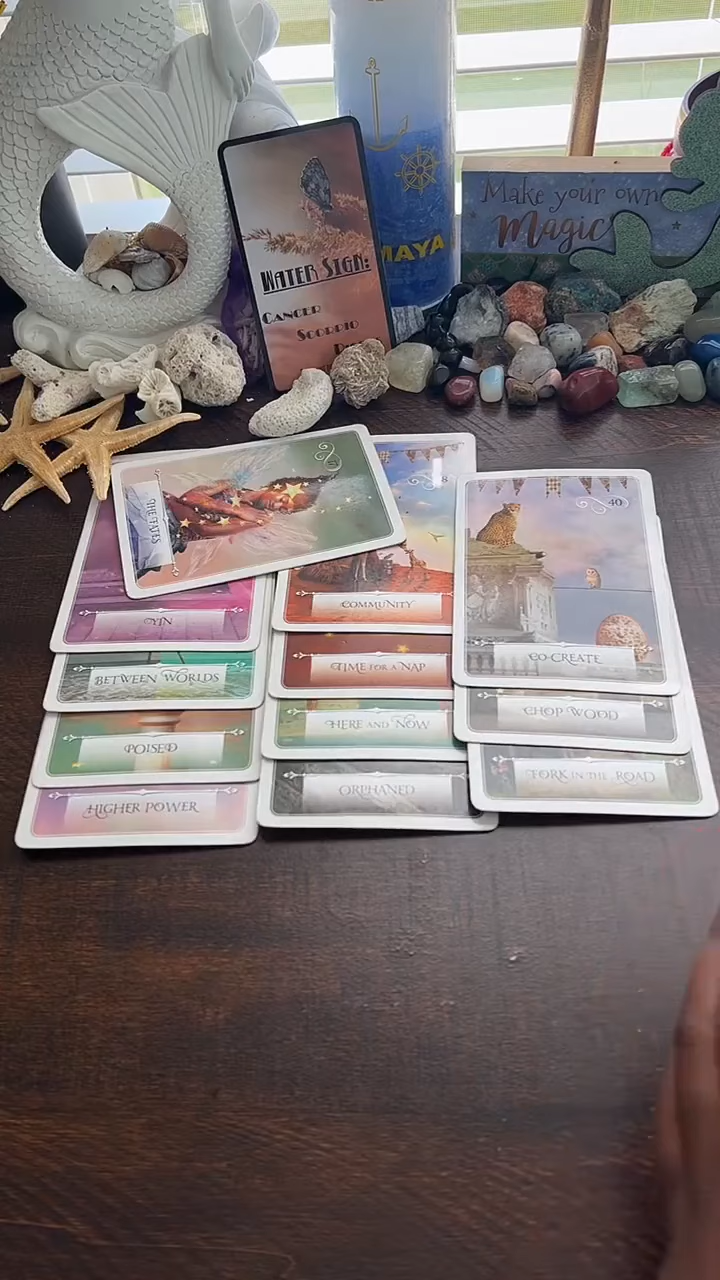 Make your own
Magic
MAYA
WATER SIGN:
CANCER
SCORPIO
THE FATES
8
40
YIN
COMMUNITY
CO-CREATE
BETWEEN WORLDS
TIME FOR A NAP
CHOP WOOD
POISED
HERE AND NOW
FORK IN THE ROAD
HIGHER POWER
ORPHANED